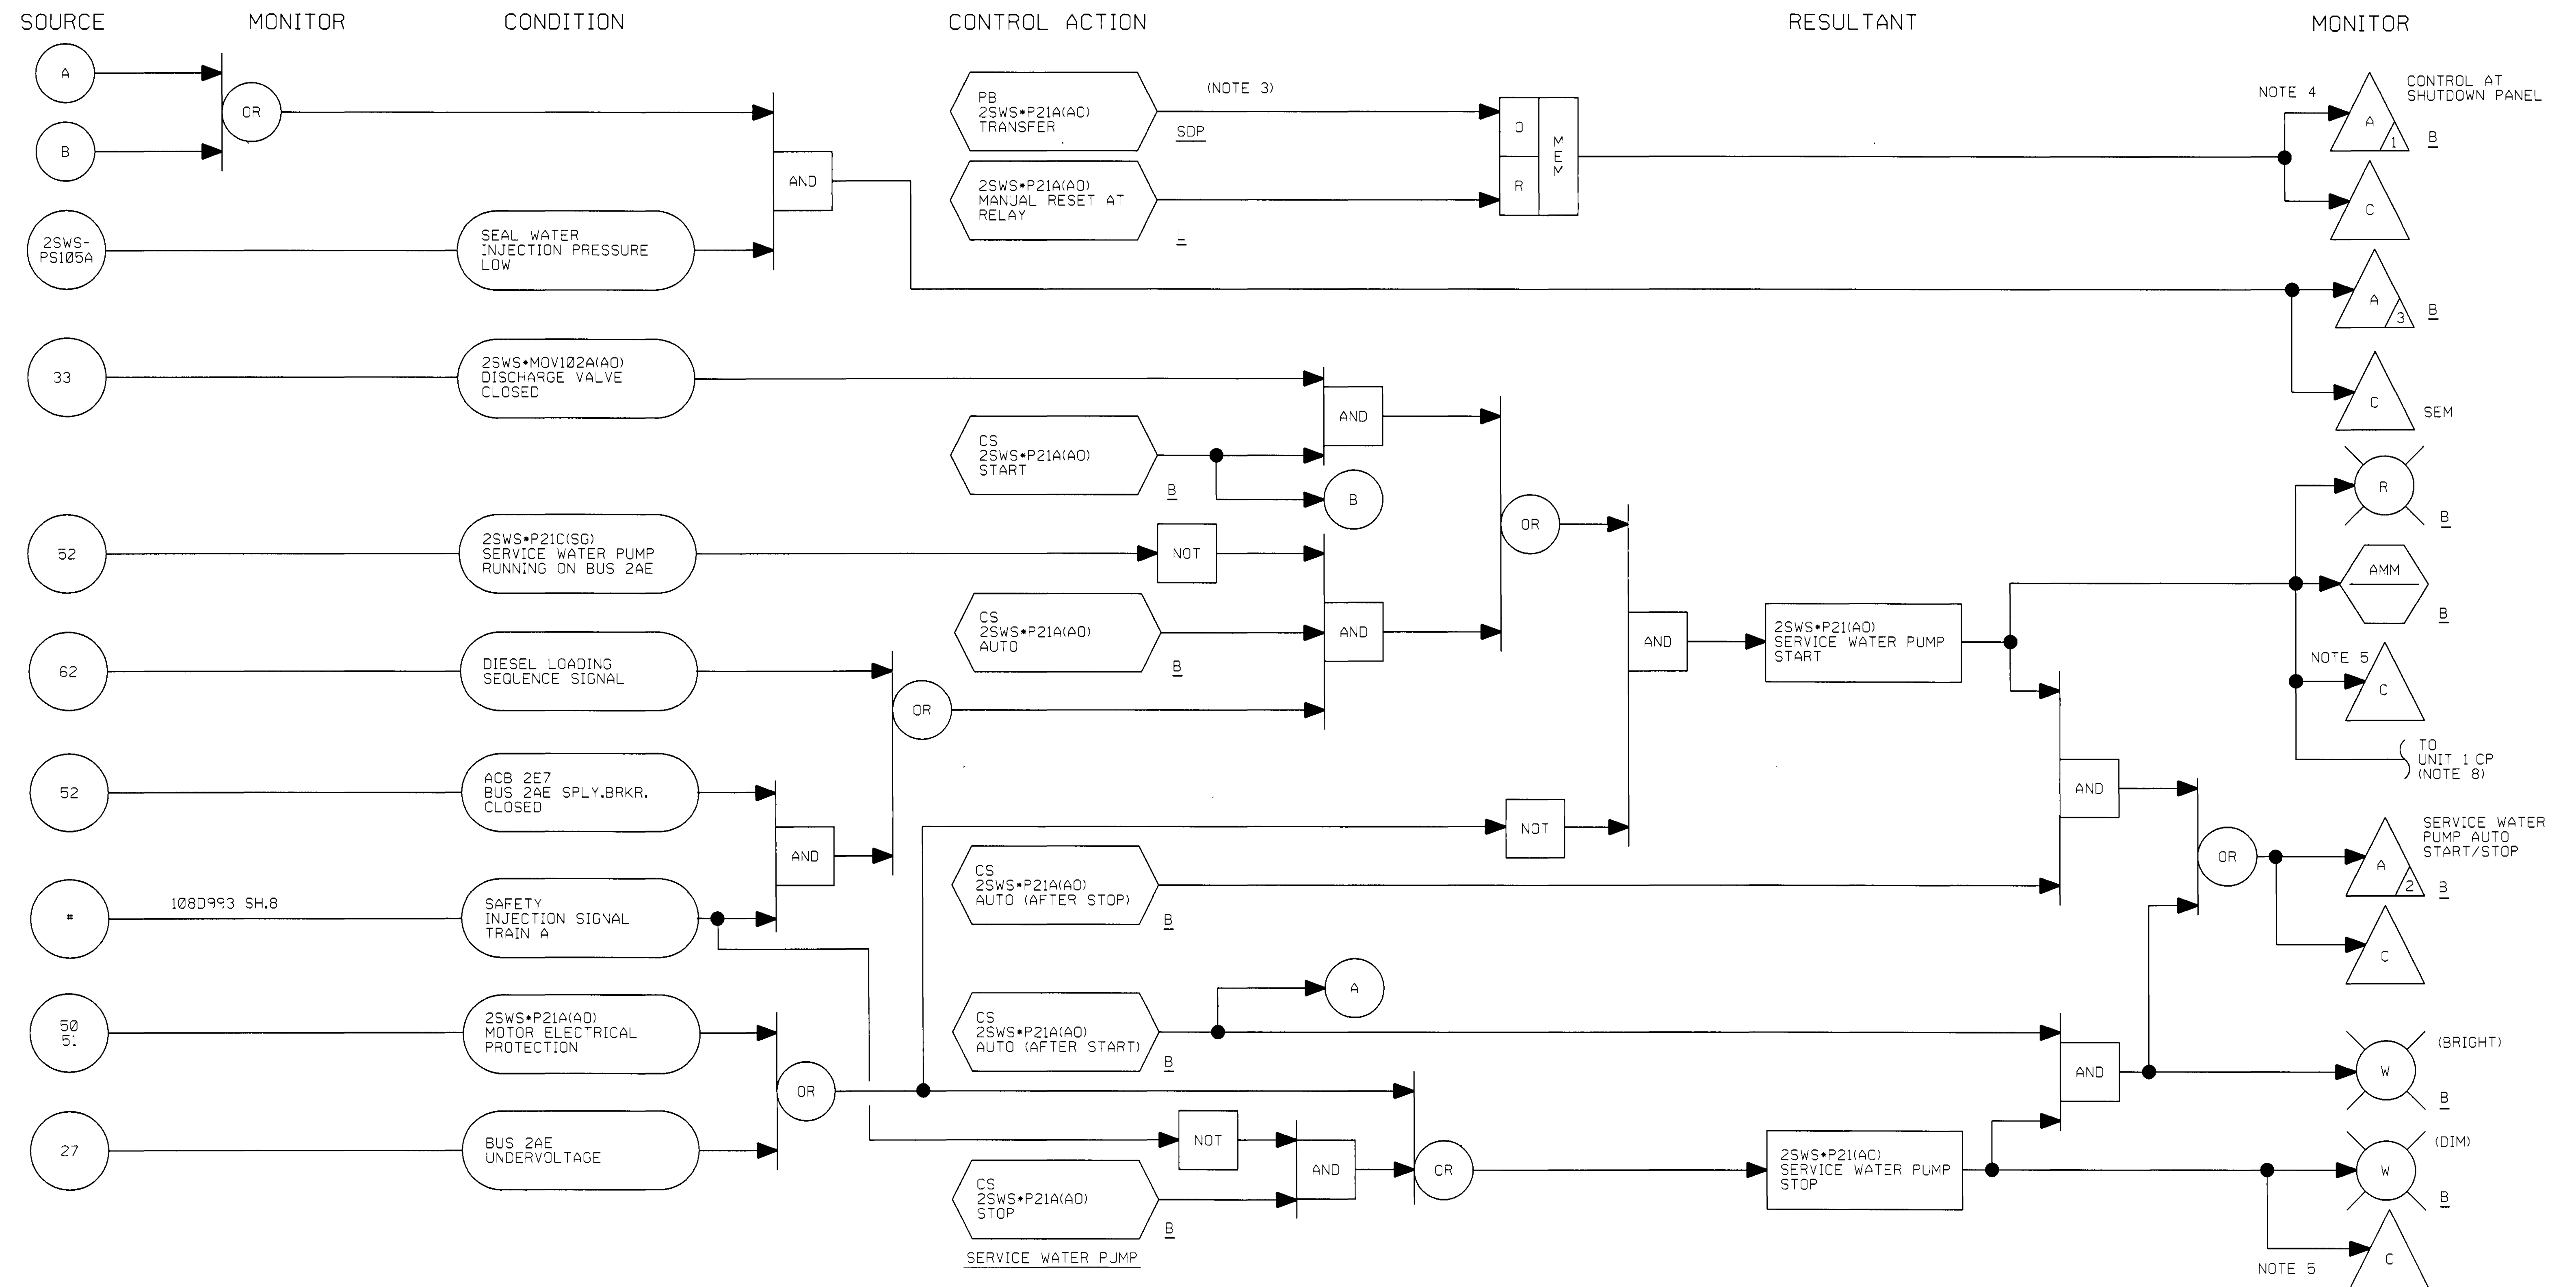 SOURCE MONITOR CONDITION CONTROL ACTION RESULTANT MONITOR
A
OR
B
PB
2SWS*P21A(AO)
TRANSFER
(NOTE 3)
SDP
2SWS*P21A(AO)
MANUAL RESET AT
RELAY
L
O
R
MEM
NOTE 4
A
1
CONTROL AT
SHUTDOWN PANEL
B
C
AND
2SWS-
PS105A
SEAL WATER
INJECTION PRESSURE
LOW
A
3
B
C
SEM
33
2SWS*MOV102A(AO)
DISCHARGE VALVE
CLOSED
AND
CS
2SWS*P21A(AO)
START
B
B
OR
R
B
52
2SWS*P21C(SG)
SERVICE WATER PUMP
RUNNING ON BUS 2AE
NOT
AMM
B
CS
2SWS*P21A(AO)
AUTO
B
AND
AND
2SWS*P21(AO)
SERVICE WATER PUMP
START
62
DIESEL LOADING
SEQUENCE SIGNAL
OR
NOTE 5
C
TO
UNIT 1 CP
(NOTE 8)
52
ACB 2E7
BUS 2AE SPLY.BRKR.
CLOSED
AND
NOT
AND
OR
A
2
SERVICE WATER
PUMP AUTO
START/STOP
B
C
*
108D993 SH.8
SAFETY
INJECTION SIGNAL
TRAIN A
CS
2SWS*P21A(AO)
AUTO (AFTER STOP)
B
A
50
51
2SWS*P21A(AO)
MOTOR ELECTRICAL
PROTECTION
CS
2SWS*P21A(AO)
AUTO (AFTER START)
B
OR
AND
W
(BRIGHT)
B
27
BUS 2AE
UNDERVOLTAGE
NOT
CS
2SWS*P21A(AO)
STOP
B
AND
OR
2SWS*P21(AO)
SERVICE WATER PUMP
STOP
W
(DIM)
B
NOTE 5
C
SERVICE WATER PUMP